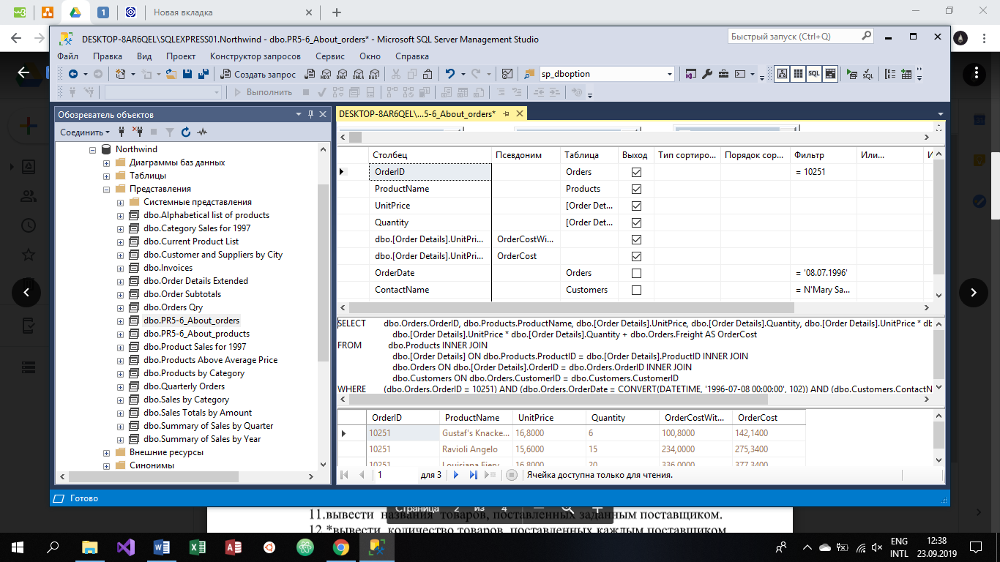 Новая вкладка
DESKTOP-8AR6QEL\SQLEXPRESS01.Northwind - dbo.PR5-6_About_orders* - Microsoft SQL Server Management Studio
Быстрый запуск (Ctrl+Q)
Файл Правка Вид Проект Конструктор запросов Сервис Окно Справка
Создать запрос MDX DMX XMLA DAX sp_dboption SQL
Выполнить
Обозреватель объектов
Соединить
Northwind
Диаграммы баз данных
Таблицы
Представления
Системные представления
dbo.Alphabetical list of products
dbo.Category Sales for 1997
dbo.Current Product List
dbo.Customer and Suppliers by City
dbo.Invoices
dbo.Order Details Extended
dbo.Order Subtotals
dbo.Orders Qry
dbo.PR5-6_About_orders
dbo.PR5-6_About_products
dbo.Product Sales for 1997
dbo.Products Above Average Price
dbo.Products by Category
dbo.Quarterly Orders
dbo.Sales by Category
dbo.Sales Totals by Amount
dbo.Summary of Sales by Quarter
dbo.Summary of Sales by Year
Внешние ресурсы
Синонимы
DESKTOP-8AR6QEL\...5-6_About_orders*
Столбец Псевдоним Таблица Выход Тип сортиро... Порядок сор... Фильтр Или... И
OrderID Orders = 10251
ProductName Products
UnitPrice [Order Det...
Quantity [Order Det...
dbo.[Order Details].UnitPri... OrderCostWi...
dbo.[Order Details].UnitPri... OrderCost
OrderDate Orders = '08.07.1996'
ContactName Customers = N'Mary Sa...
SELECT dbo.Orders.OrderID, dbo.Products.ProductName, dbo.[Order Details].UnitPrice, dbo.[Order Details].Quantity, dbo.[Order Details].UnitPrice * db
dbo.[Order Details].UnitPrice * dbo.[Order Details].Quantity + dbo.Orders.Freight AS OrderCost
FROM dbo.Products INNER JOIN
dbo.[Order Details] ON dbo.Products.ProductID = dbo.[Order Details].ProductID INNER JOIN
dbo.Orders ON dbo.[Order Details].OrderID = dbo.Orders.OrderID INNER JOIN
dbo.Customers ON dbo.Orders.CustomerID = dbo.Customers.CustomerID
WHERE (dbo.Orders.OrderID = 10251) AND (dbo.Orders.OrderDate = CONVERT(DATETIME, '1996-07-08 00:00:00', 102)) AND (dbo.Customers.ContactN
OrderID ProductName UnitPrice Quantity OrderCostWit... OrderCost
10251 Gustaf's Knacke... 16,8000 6 100,8000 142,1400
10251 Ravioli Angelo 15,6000 15 234,0000 275,3400
10251 Louisiana Fiery 16,8000 20 336,0000 377,3400
1 для 3 Ячейка доступна только для чтения.
Готово
Страница 2 из 4
11.вывести названия товаров, поставленных заданным поставщиком.
12.*вывести количество товаров, поставленных каждым поставщиком
ENG
INTL
12:38
23.09.2019